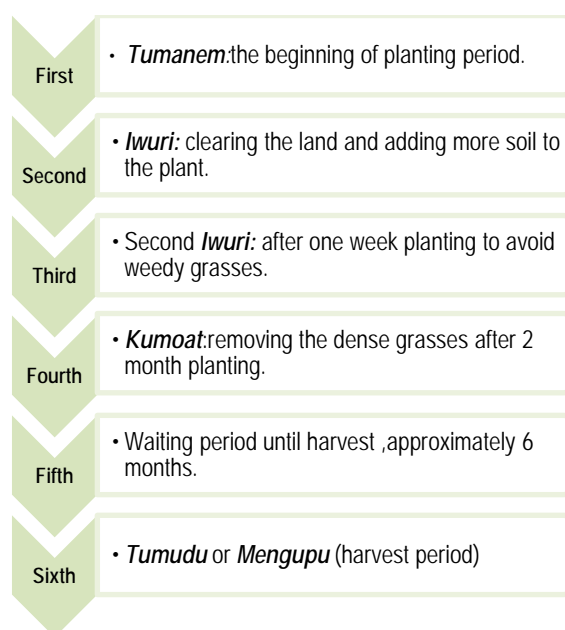 First
• Tumanem:the beginning of planting period.
Second
• Iwuri: clearing the land and adding more soil to
the plant.
Third
• Second Iwuri: after one week planting to avoid
weedy grasses.
Fourth
• Kumoat:removing the dense grasses after 2
month planting.
Fifth
• Waiting period until harvest ,approximately 6
months.
Sixth
• Tumudu or Mengupu (harvest period)